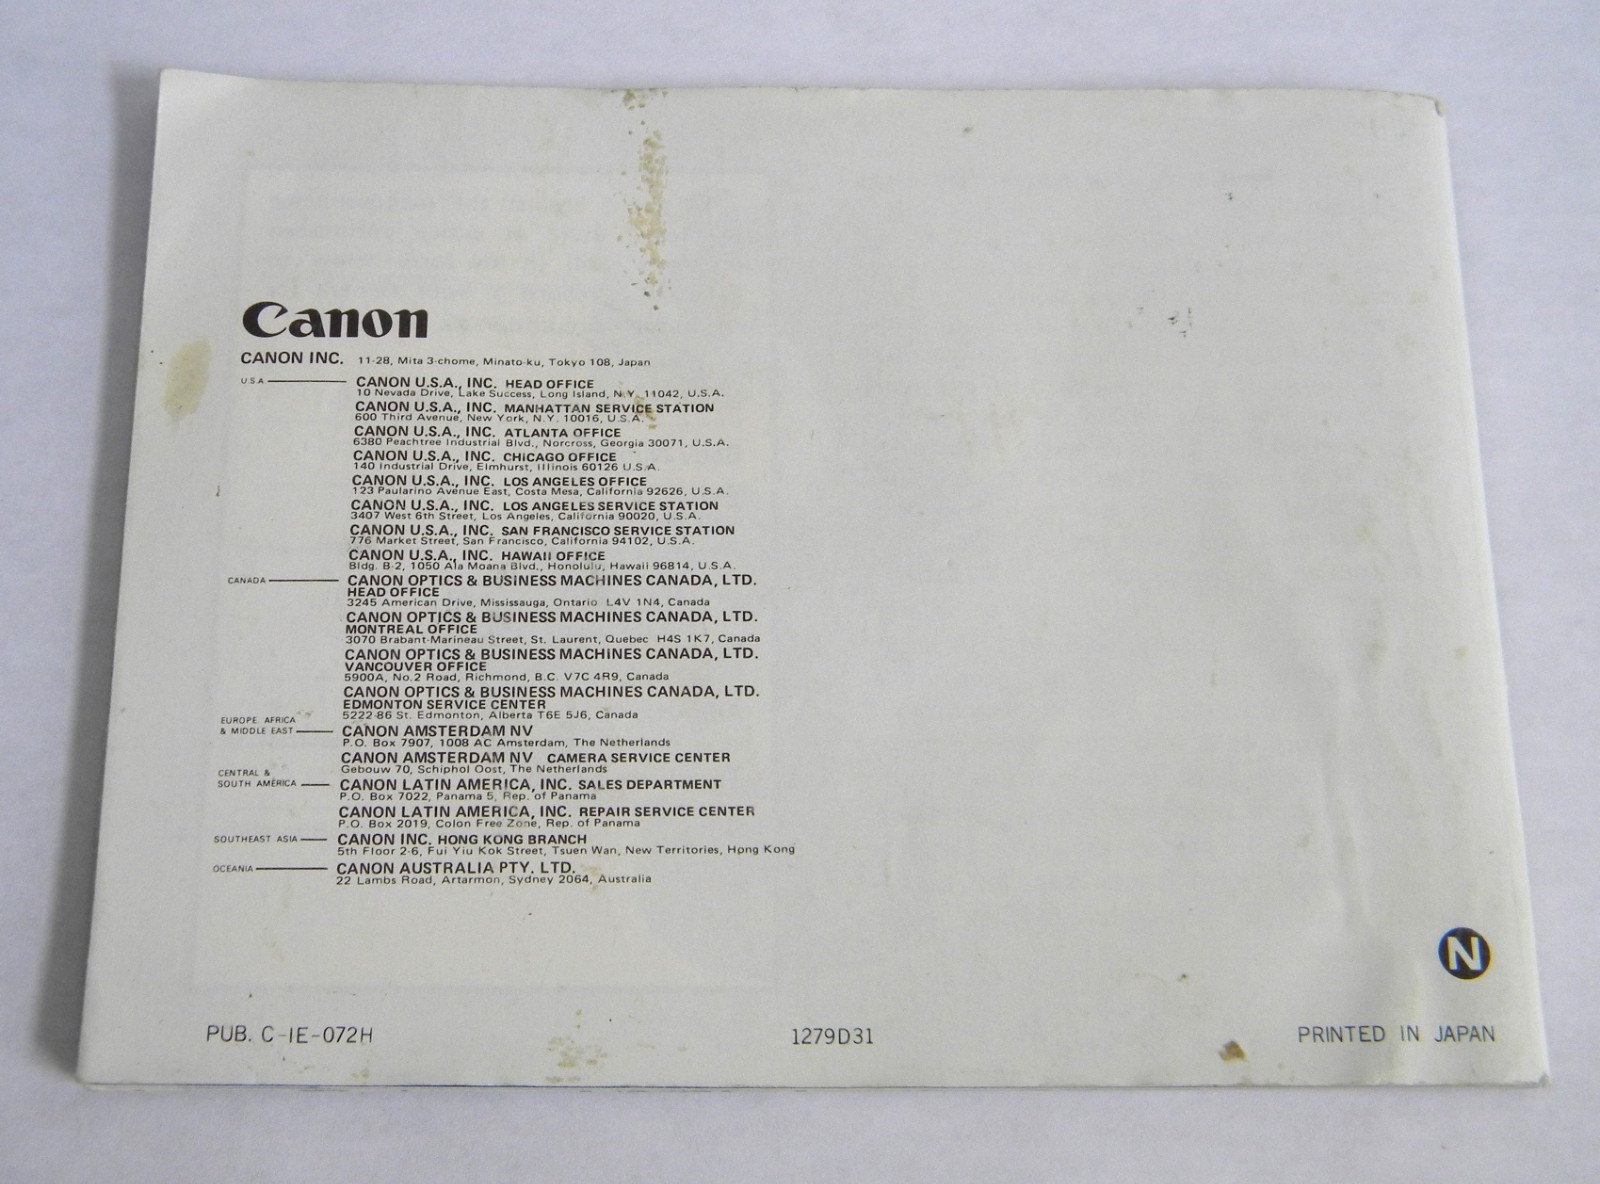 Canon
CANON INC. 11-28, Mita 3-chome, Minato-ku, Tokyo 108, Japan
USA CANON U.S.A., INC. HEAD OFFICE
10 Nevada Drive, Lake Success, Long Island, N.Y. 11042, U.S.A.
CANON U.S.A., INC. MANHATTAN SERVICE STATION
600 Third Avenue, New York, N.Y. 10016, U.S.A.
CANON U.S.A., INC. ATLANTA OFFICE
6380 Peachtree Industrial Blvd., Norcross, Georgia 30071, U.S.A.
CANON U.S.A., INC. CHICAGO OFFICE
140 Industrial Drive, Elmhurst, Illinois 60126 U.S.A.
CANON U.S.A., INC. LOS ANGELES OFFICE
123 Paularino Avenue East, Costa Mesa, California 92626, U.S.A.
CANON U.S.A., INC. LOS ANGELES SERVICE STATION
3407 West 6th Street, Los Angeles, California 90020, U.S.A.
CANON U.S.A., INC. SAN FRANCISCO SERVICE STATION
776 Market Street, San Francisco, California 94102, U.S.A.
CANON U.S.A., INC. HAWAII OFFICE
Bldg. B-2, 1050 Ala Moana Blvd., Honolulu, Hawaii 96814, U.S.A.
CANADA CANON OPTICS & BUSINESS MACHINES CANADA, LTD.
HEAD OFFICE
3245 American Drive, Mississauga, Ontario L4V 1N4, Canada
CANON OPTICS & BUSINESS MACHINES CANADA, LTD.
MONTREAL OFFICE
3070 Brabant-Marineau Street, St. Laurent, Quebec H4S 1K7, Canada
CANON OPTICS & BUSINESS MACHINES CANADA, LTD.
VANCOUVER OFFICE
5900A, No.2 Road, Richmond, B.C. V7C 4R9, Canada
CANON OPTICS & BUSINESS MACHINES CANADA, LTD.
EDMONTON SERVICE CENTER
5222-86 St. Edmonton, Alberta T6E 5J6, Canada
EUROPE AFRICA
& MIDDLE EAST CANON AMSTERDAM NV
P.O. Box 7907, 1008 AC Amsterdam, The Netherlands
CANON AMSTERDAM NV CAMERA SERVICE CENTER
Gebouw 70, Schiphol Oost, The Netherlands
CENTRAL &
SOUTH AMERICA CANON LATIN AMERICA, INC. SALES DEPARTMENT
P.O. Box 7022, Panama 5, Rep. of Panama
CANON LATIN AMERICA, INC. REPAIR SERVICE CENTER
P.O. Box 2019, Colon Free Zone, Rep. of Panama
SOUTHEAST ASIA CANON INC. HONG KONG BRANCH
5th Floor 2-6, Fui Yiu Kok Street, Tsuen Wan, New Territories, Hong Kong
OCEANIA CANON AUSTRALIA PTY. LTD.
22 Lambs Road, Artarmon, Sydney 2064, Australia
N
PUB. C-IE-072H 1279D31 PRINTED IN JAPAN